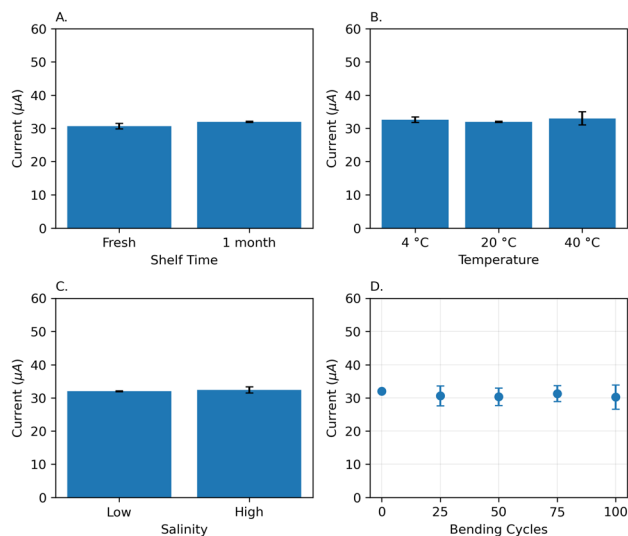 A.
Current (μA)
60
50
40
30
20
10
0
Fresh
1 month
Shelf Time
B.
Current (μA)
60
50
40
30
20
10
0
4 °C
20 °C
40 °C
Temperature
C.
Current (μA)
60
50
40
30
20
10
0
Low
High
Salinity
D.
Current (μA)
60
50
40
30
20
10
0
0
25
50
75
100
Bending Cycles